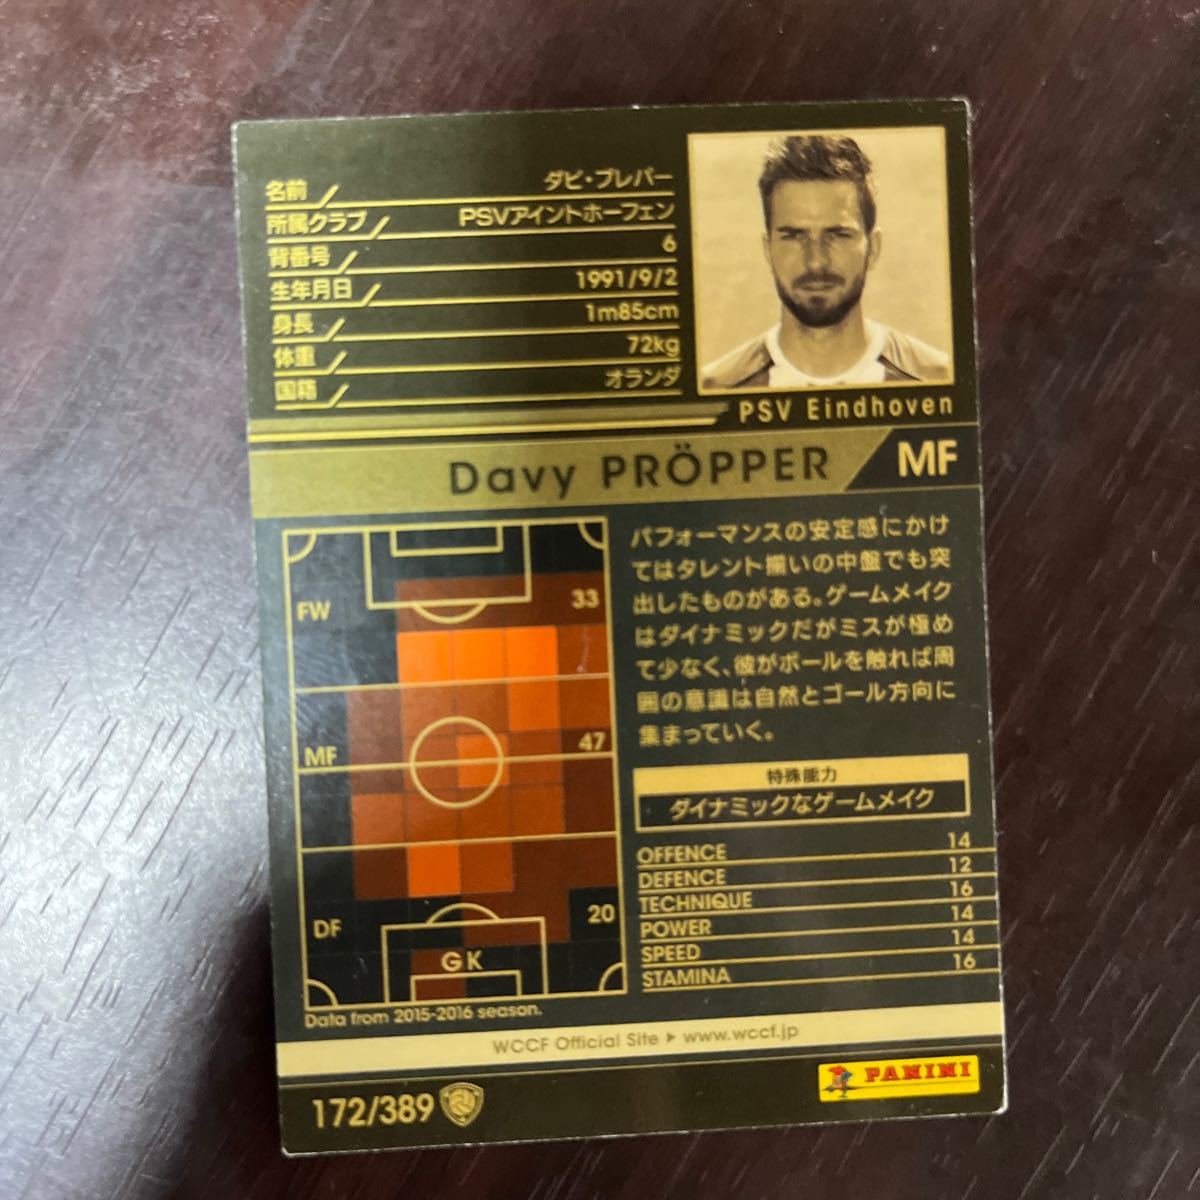 名前 ダビ・プレパー
所属クラブ PSVアイントホーフェン
背番号 6
生年月日 1991/9/2
身長 1m85cm
体重 72kg
国籍 オランダ
PSV Eindhoven
Davy PRÖPPER MF
FW 33
MF 47
DF 20
GK
Data from 2015-2016 season.
パフォーマンスの安定感にかけ
てはタレント揃いの中盤でも突
出したものがある。ゲームメイク
はダイナミックだがミスが極め
て少なく、彼がボールを触れば周
囲の意識は自然とゴール方向に
集まっていく。
特殊能力
ダイナミックなゲームメイク
OFFENCE 14
DEFENCE 12
TECHNIQUE 16
POWER 14
SPEED 14
STAMINA 16
WCCF Official Site ▶ www.wccf.jp
172/389
PANINI